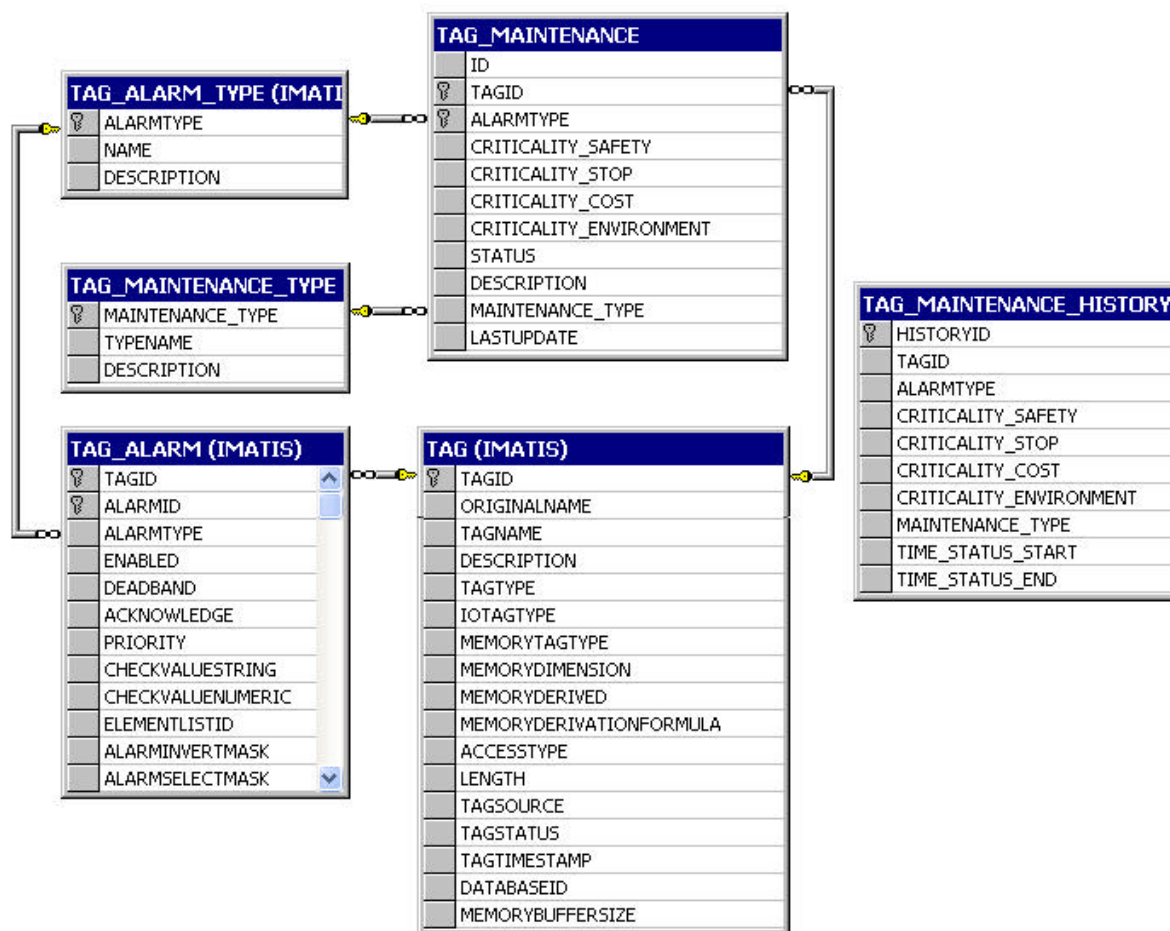 TAG_MAINTENANCE
ID
TAGID
ALARMTYPE
CRITICALITY_SAFETY
CRITICALITY_STOP
CRITICALITY_COST
CRITICALITY_ENVIRONMENT
STATUS
DESCRIPTION
MAINTENANCE_TYPE
LASTUPDATE
TAG_ALARM_TYPE (IMATI
ALARMTYPE
NAME
DESCRIPTION
TAG_MAINTENANCE_TYPE
MAINTENANCE_TYPE
TYPENAME
DESCRIPTION
TAG_MAINTENANCE_HISTORY
HISTORYID
TAGID
ALARMTYPE
CRITICALITY_SAFETY
CRITICALITY_STOP
CRITICALITY_COST
CRITICALITY_ENVIRONMENT
MAINTENANCE_TYPE
TIME_STATUS_START
TIME_STATUS_END
TAG_ALARM (IMATIS)
TAGID
ALARMID
ALARMTYPE
ENABLED
DEADBAND
ACKNOWLEDGE
PRIORITY
CHECKVALUESTRING
CHECKVALUENUMERIC
ELEMENTLISTID
ALARMINVERTMASK
ALARMSELECTMASK
TAG (IMATIS)
TAGID
ORIGINALNAME
TAGNAME
DESCRIPTION
TAGTYPE
IOTAGTYPE
MEMORYTAGTYPE
MEMORYDIMENSION
MEMORYDERIVED
MEMORYDERIVATIONFORMULA
ACCESSTYPE
LENGTH
TAGSOURCE
TAGSTATUS
TAGTIMESTAMP
DATABASEID
MEMORYBUFFERSIZE